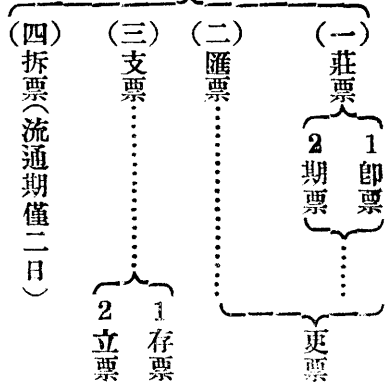 (一)莊票
1 卽票
2 期票
(二)匯票
更票
(三)支票
1 存票
2 立票
(四)拆票(流通期僅二日)